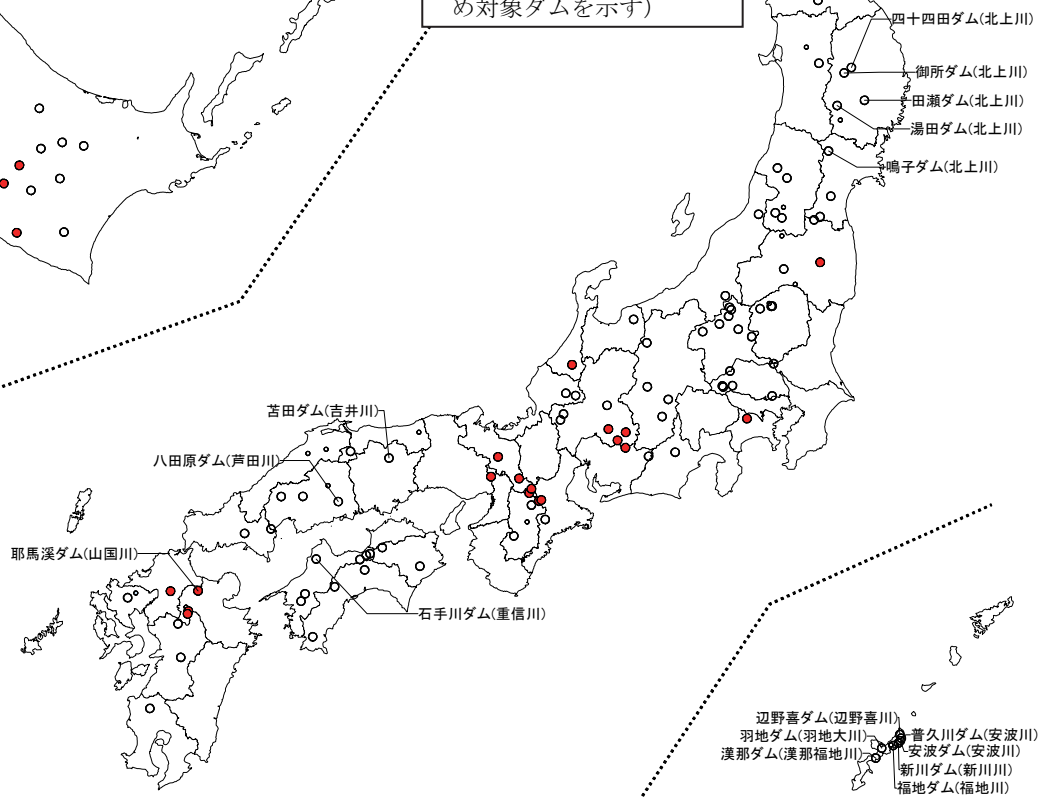 め対象ダムを示す）
四十四田ダム(北上川)
御所ダム(北上川)
田瀬ダム(北上川)
湯田ダム(北上川)
鳴子ダム(北上川)
苫田ダム(吉井川)
八田原ダム(芦田川)
耶馬溪ダム(山国川)
石手川ダム(重信川)
辺野喜ダム(辺野喜川)
羽地ダム(羽地大川)
普久川ダム(安波川)
漢那ダム(漢那福地川)
安波ダム(安波川)
新川ダム(新川川)
福地ダム(福地川)